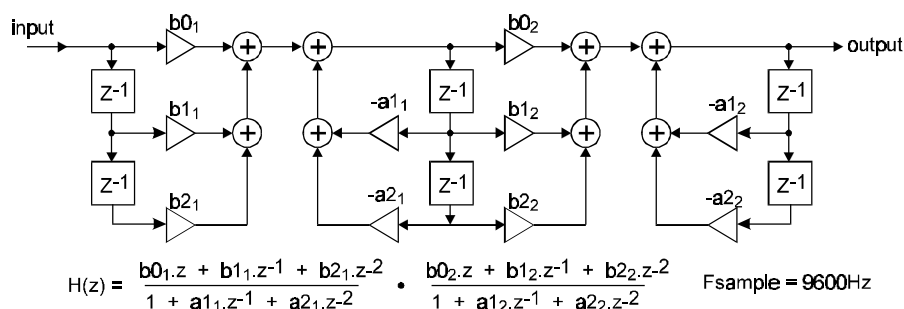 input b0₁ + + b0₂ + + output
Z-1 Z-1 Z-1
b1₁ + + -a1₁ b1₂ + + -a1₂
Z-1 Z-1 Z-1
b2₁ -a2₁ b2₂ -a2₂
H(z) = b0₁.z + b1₁.z-1 + b2₁.z-2 • b0₂.z + b1₂.z-1 + b2₂.z-2 Fsample = 9600Hz
1 + a1₁.z-1 + a2₁.z-2 1 + a1₂.z-1 + a2₂.z-2